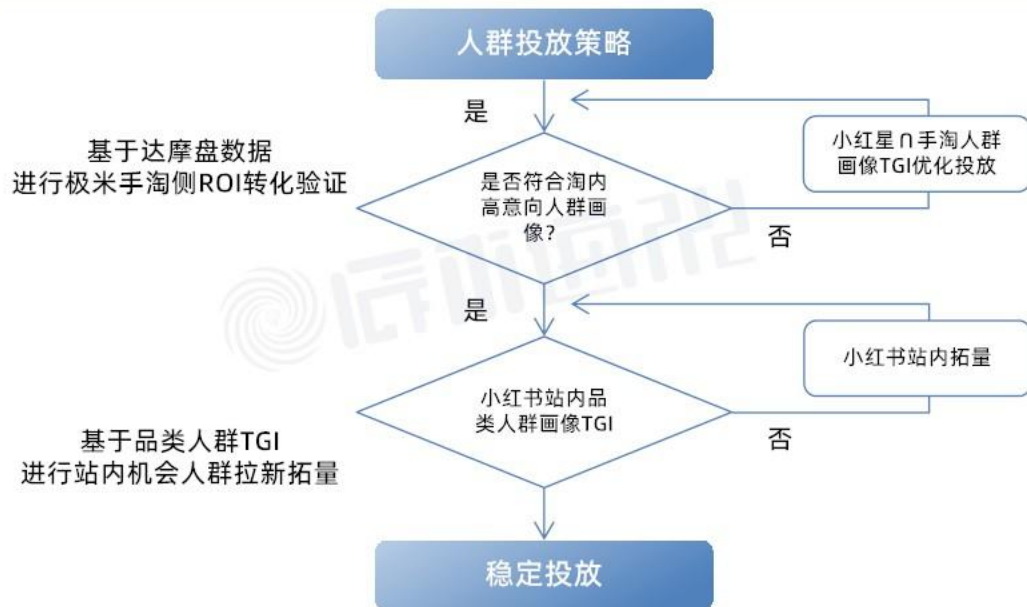 人群投放策略
是
基于达摩盘数据
进行极米手淘侧ROI转化验证
是否符合淘内
高意向人群画
像？
小红星∩手淘人群
画像TGI优化投放
否
是
小红书站内拓量
小红书站内品
类人群画像TGI
否
基于品类人群TGI
进行站内机会人群拉新拓量
稳定投放